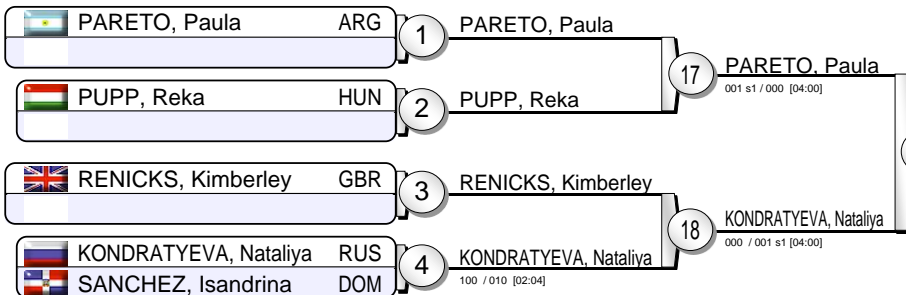 PARETO, Paula ARG
1
PARETO, Paula
17
PARETO, Paula
001 s1 / 000 [04:00]
PUPP, Reka HUN
2
PUPP, Reka
RENICKS, Kimberley GBR
3
RENICKS, Kimberley
18
KONDRATYEVA, Nataliya
000 / 001 s1 [04:00]
KONDRATYEVA, Nataliya RUS
SANCHEZ, Isandrina DOM
4
KONDRATYEVA, Nataliya
100 / 010 [02:04]